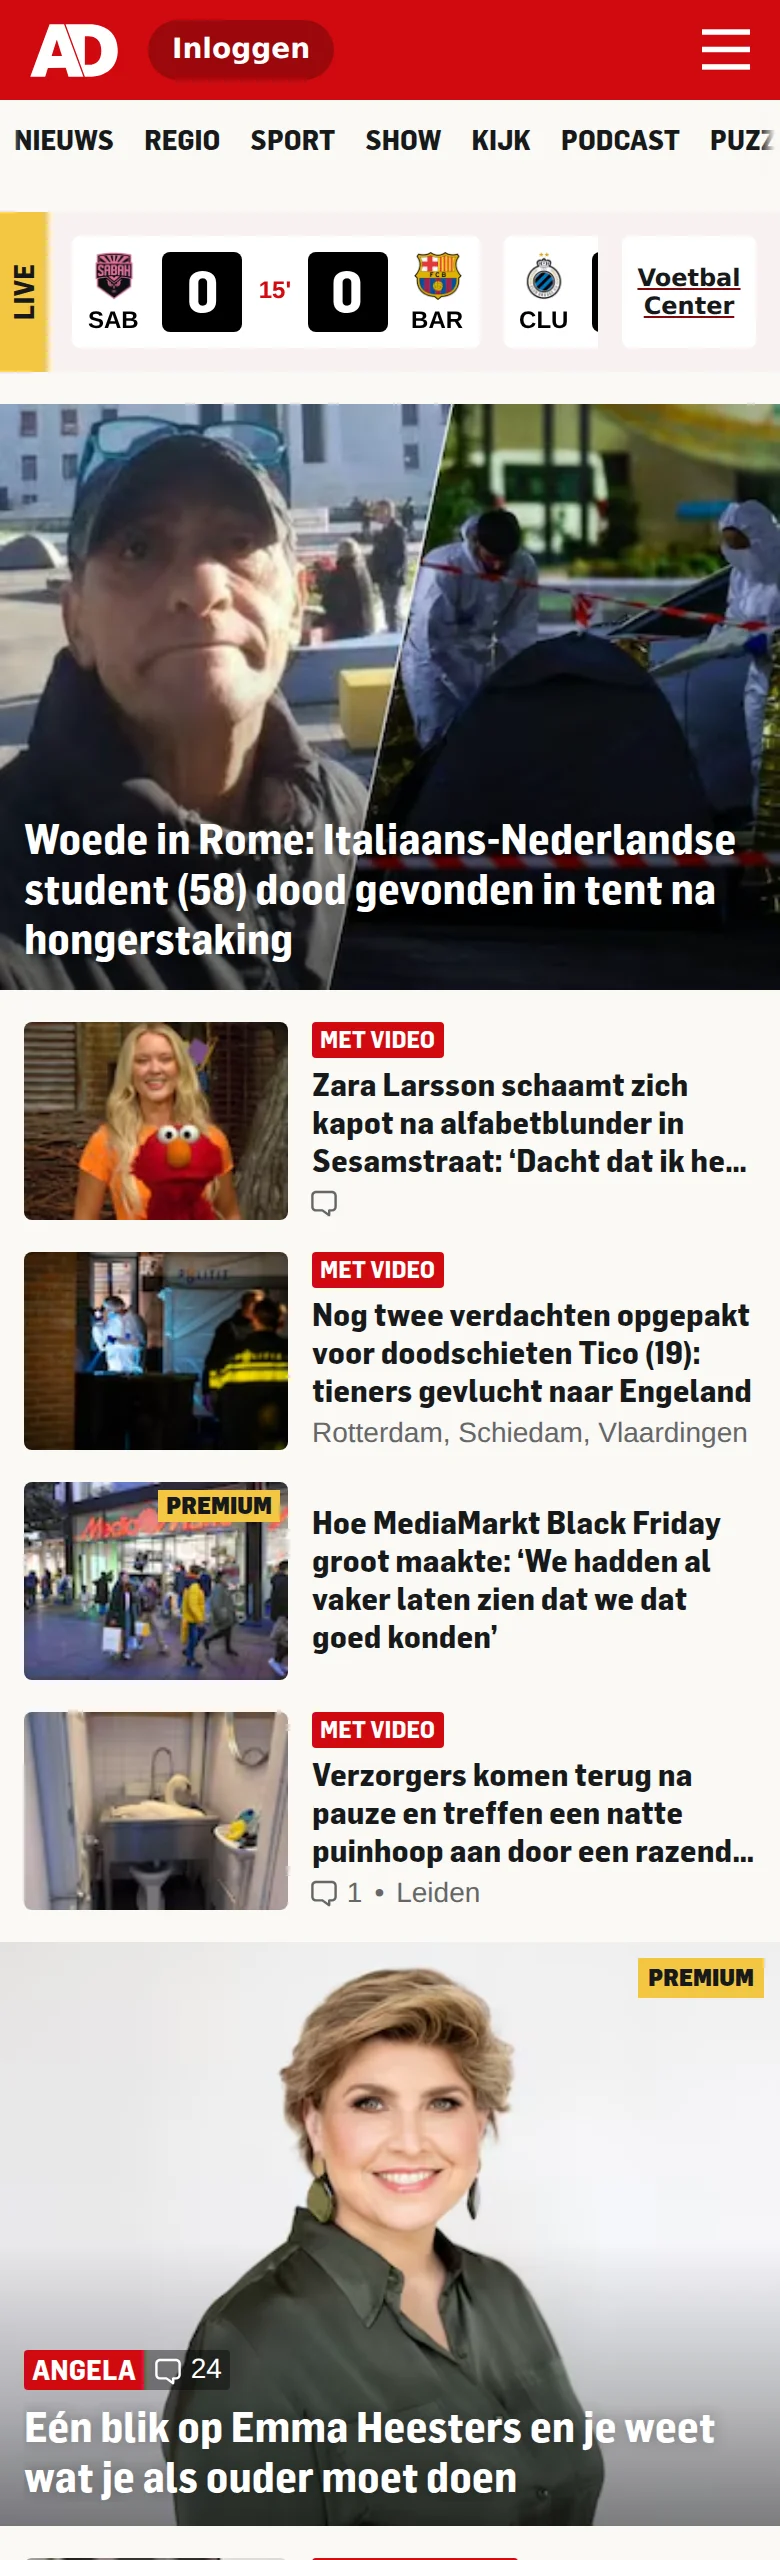 AD
Inloggen
NIEUWS REGIO SPORT SHOW KIJK PODCAST PUZZ
LIVE
SABAH
SAB
0
15'
0
FCB
BAR
CLU
Voetbal
Center
Woede in Rome: Italiaans-Nederlandse
student (58) dood gevonden in tent na
hongerstaking
MET VIDEO
Zara Larsson schaamt zich
kapot na alfabetblunder in
Sesamstraat: ‘Dacht dat ik he...
POLITIE
MET VIDEO
Nog twee verdachten opgepakt
voor doodschieten Tico (19):
tieners gevlucht naar Engeland
Rotterdam, Schiedam, Vlaardingen
PREMIUM
Media
Hoe MediaMarkt Black Friday
groot maakte: ‘We hadden al
vaker laten zien dat we dat
goed konden’
MET VIDEO
Verzorgers komen terug na
pauze en treffen een natte
puinhoop aan door een razend...
1 • Leiden
PREMIUM
ANGELA 24
Eén blik op Emma Heesters en je weet
wat je als ouder moet doen